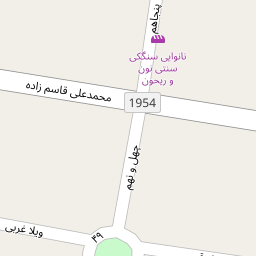 پنجاهم
نانوایی سنگکی
سنتی نون
و ریحون
محمدعلی قاسم زاده
1954
چهل و نهم
ویلا غربی
۴۹